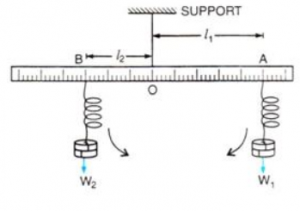 SUPPORT
l₂ l₁
B A
O
W₂ W₁